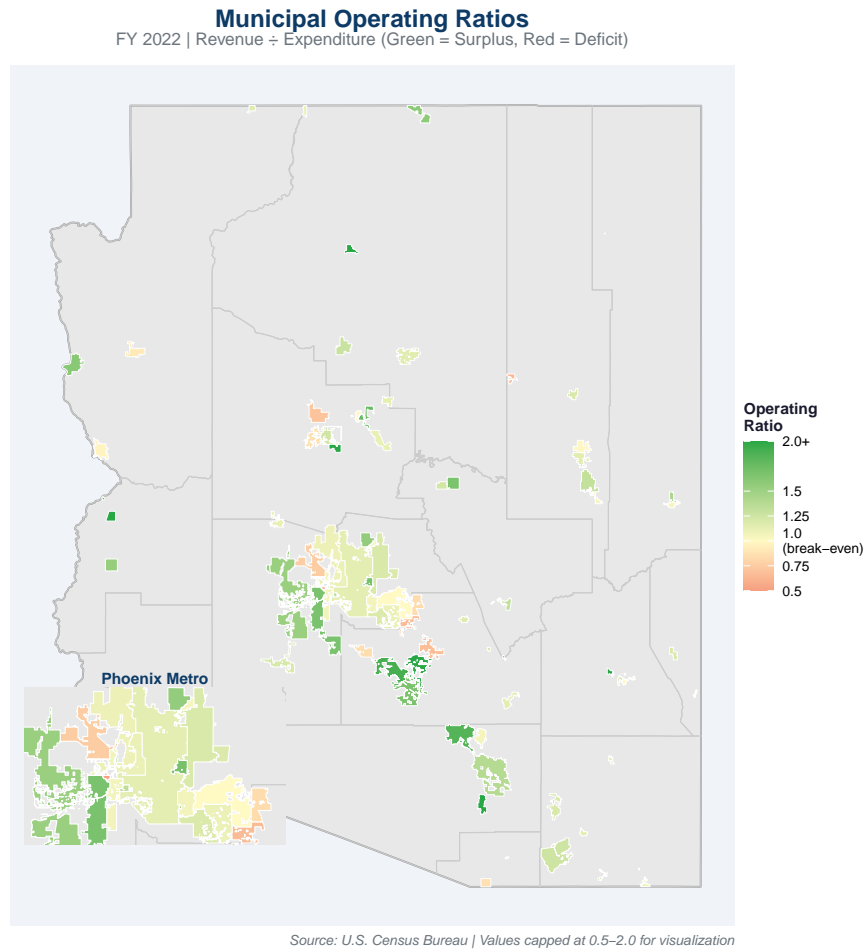 Municipal Operating Ratios
FY 2022 | Revenue ÷ Expenditure (Green = Surplus, Red = Deficit)
Operating
Ratio
2.0+
1.5
1.25
1.0
(break−even)
0.75
0.5
Phoenix Metro
Source: U.S. Census Bureau | Values capped at 0.5–2.0 for visualization